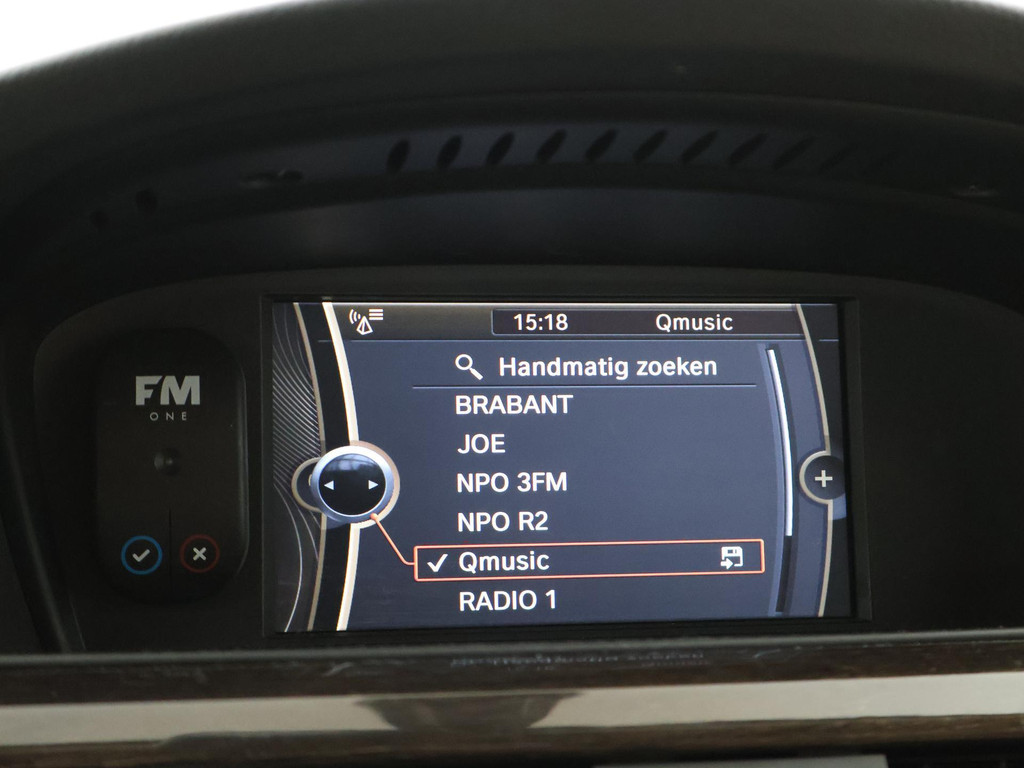 15:18 Qmusic
Handmatig zoeken
BRABANT
JOE
NPO 3FM
NPO R2
Qmusic
RADIO 1
FM
ONE